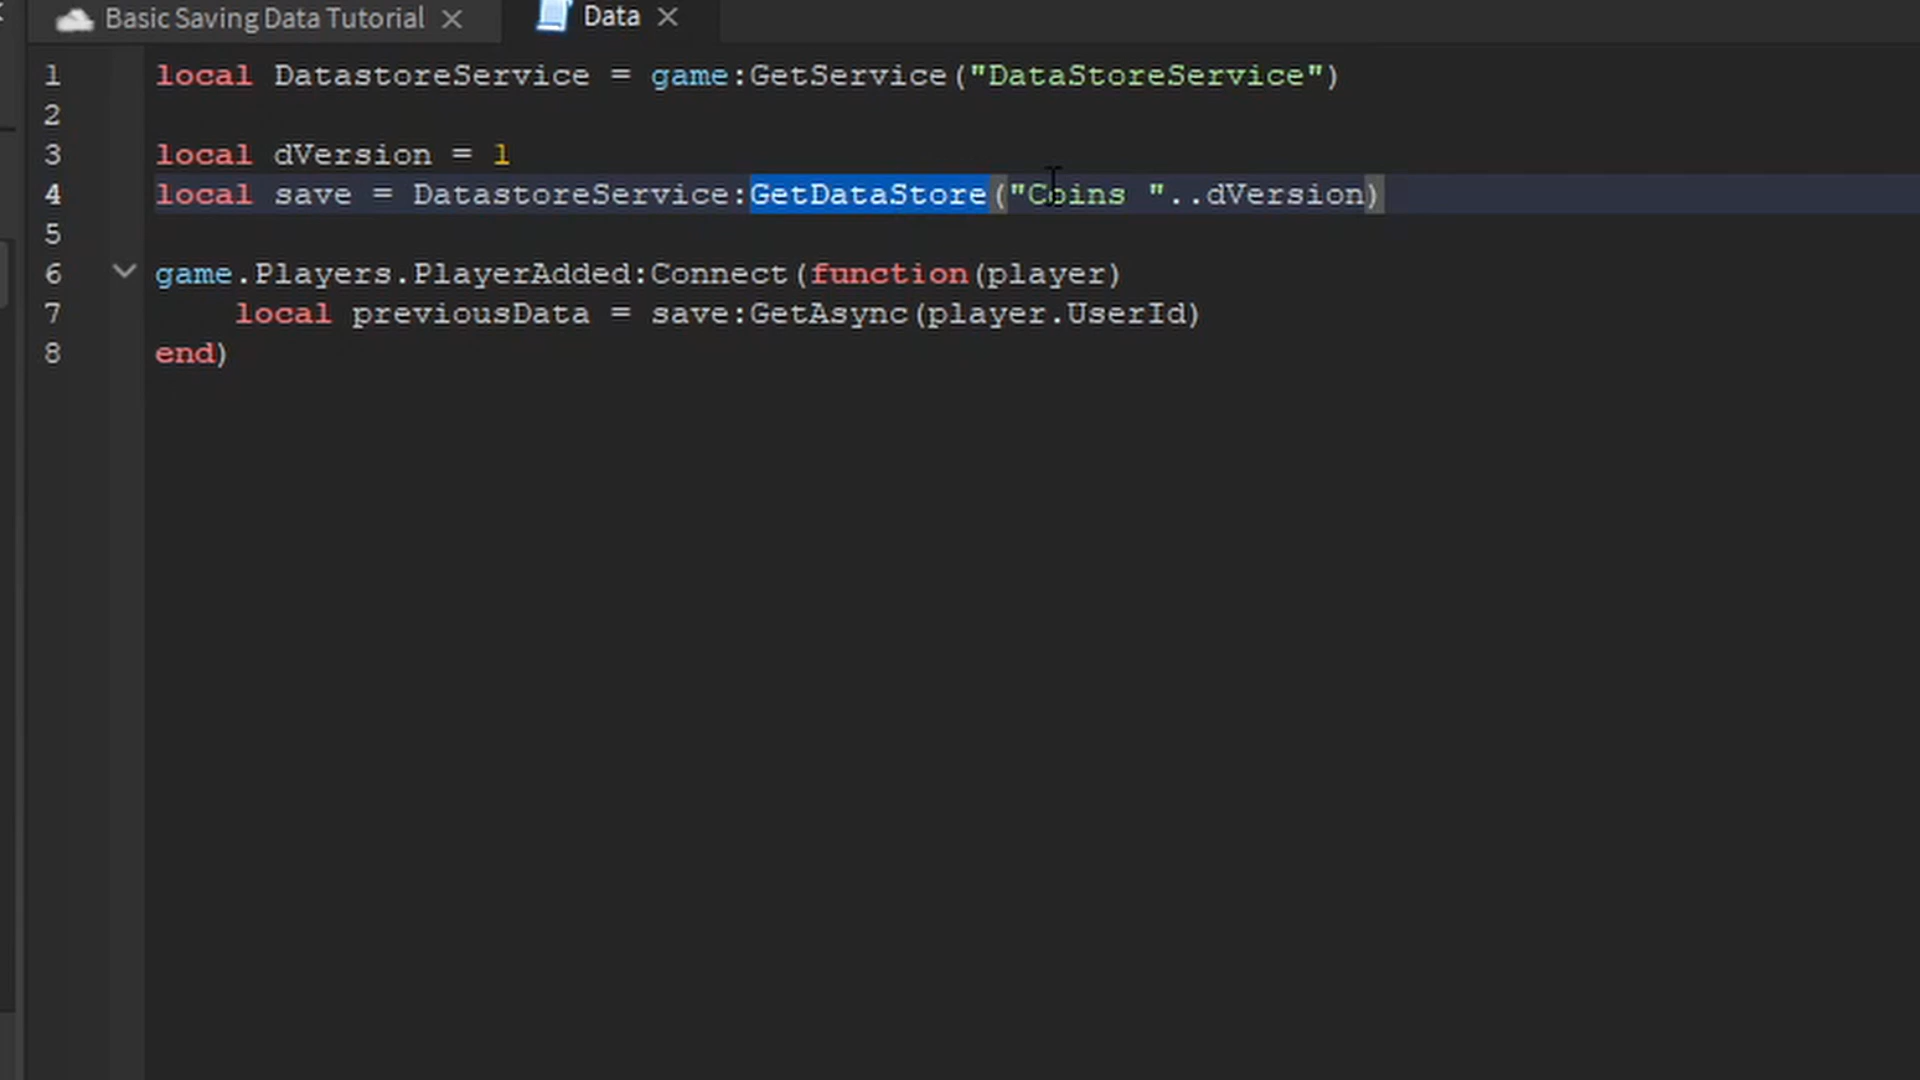 Basic Saving Data Tutorial
Data
1 local DatastoreService = game:GetService("DataStoreService")
2
3 local dVersion = 1
4 local save = DatastoreService:GetDataStore("Coins "..dVersion)
5
6 game.Players.PlayerAdded:Connect(function(player)
7 local previousData = save:GetAsync(player.UserId)
8 end)